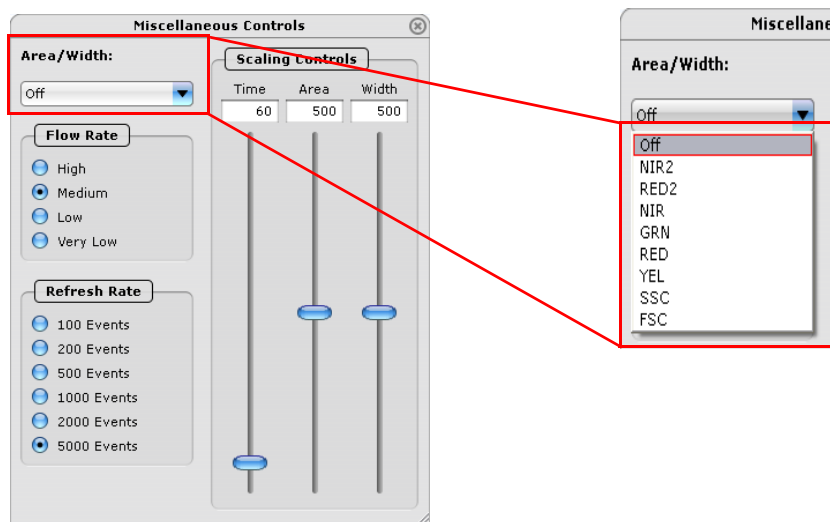 Miscellaneous Controls
Area/Width:
Off
Flow Rate
High
Medium
Low
Very Low
Refresh Rate
100 Events
200 Events
500 Events
1000 Events
2000 Events
5000 Events
Scaling Controls
Time Area Width
60 500 500
Miscellane
Area/Width:
Off
Off
NIR2
RED2
NIR
GRN
RED
YEL
SSC
FSC